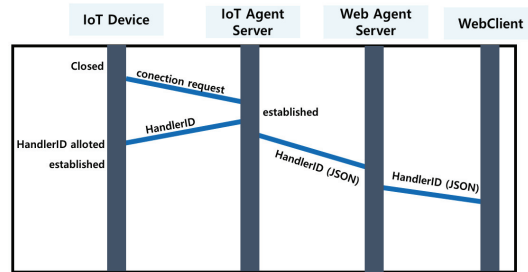 IoT Device
IoT Agent
Server
Web Agent
Server
WebClient
Closed
conection request
established
HandlerID
HandlerID alloted
established
HandlerID (JSON)
HandlerID (JSON)